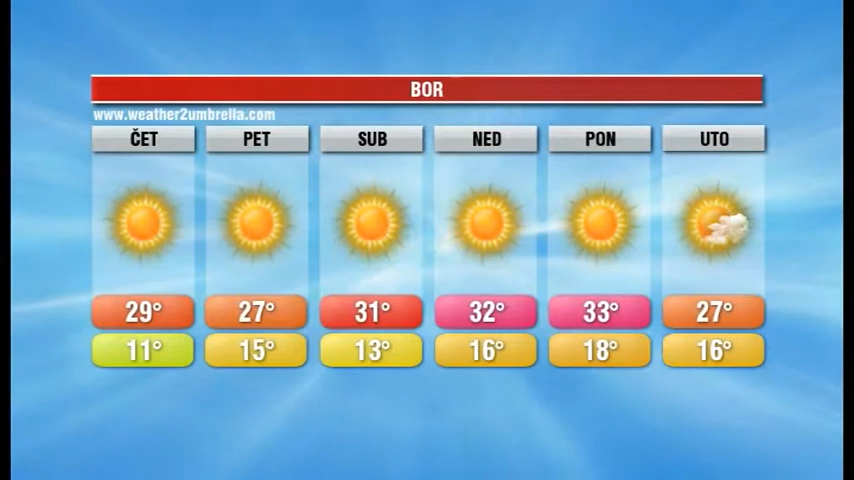 BOR
www.weather2umbrella.com
ČET PET SUB NED PON UTO
29° 27° 31° 32° 33° 27°
11° 15° 13° 16° 18° 16°